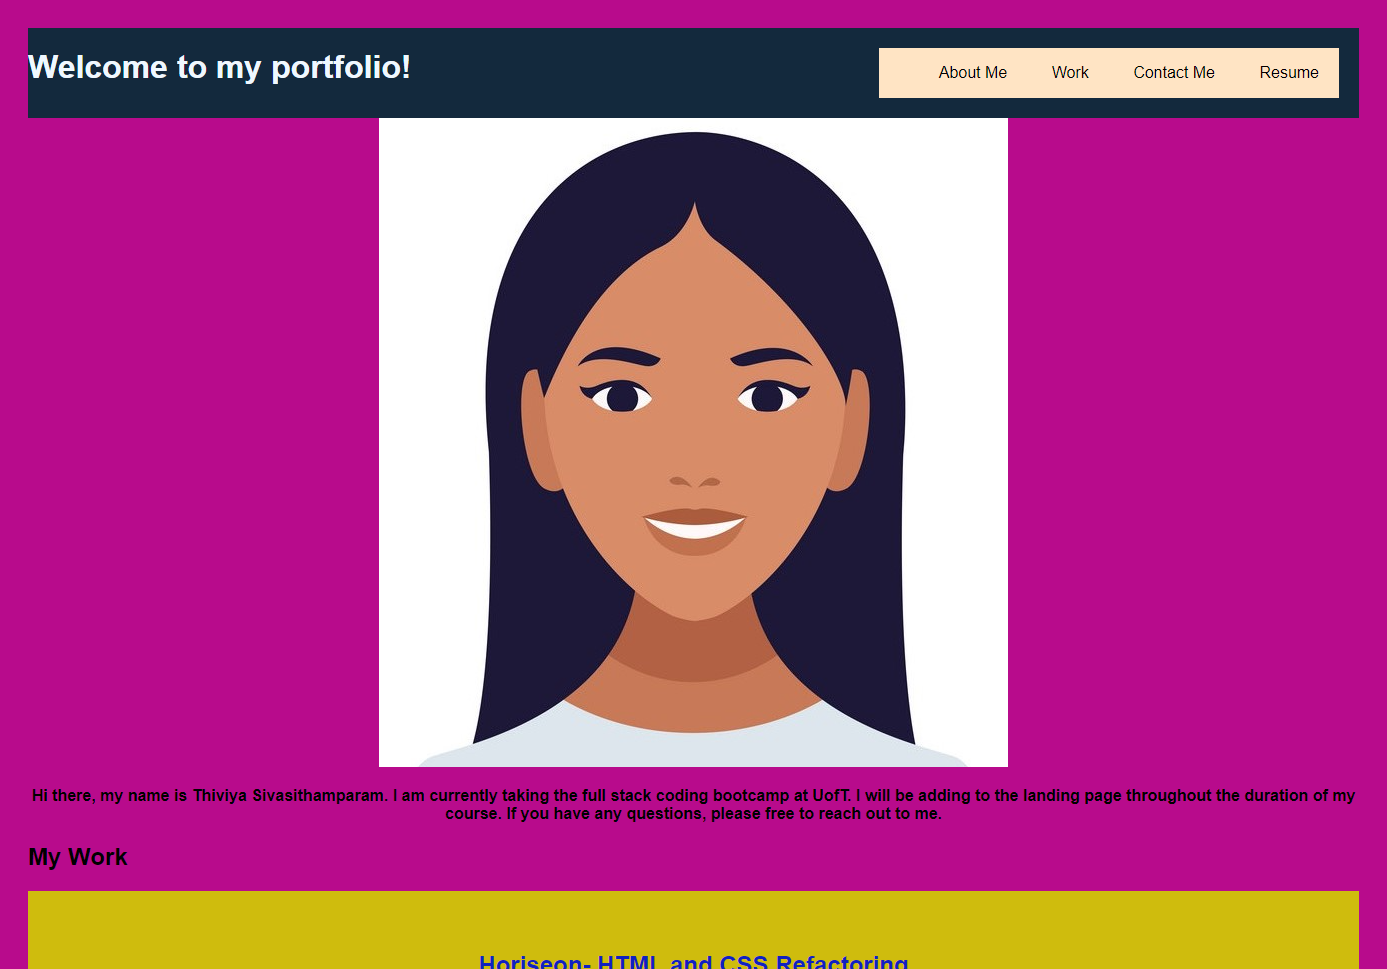 Welcome to my portfolio!
About Me Work Contact Me Resume
Hi there, my name is Thiviya Sivasithamparam. I am currently taking the full stack coding bootcamp at UofT. I will be adding to the landing page throughout the duration of my
course. If you have any questions, please free to reach out to me.
My Work
Horiseon- HTML and CSS Refactoring